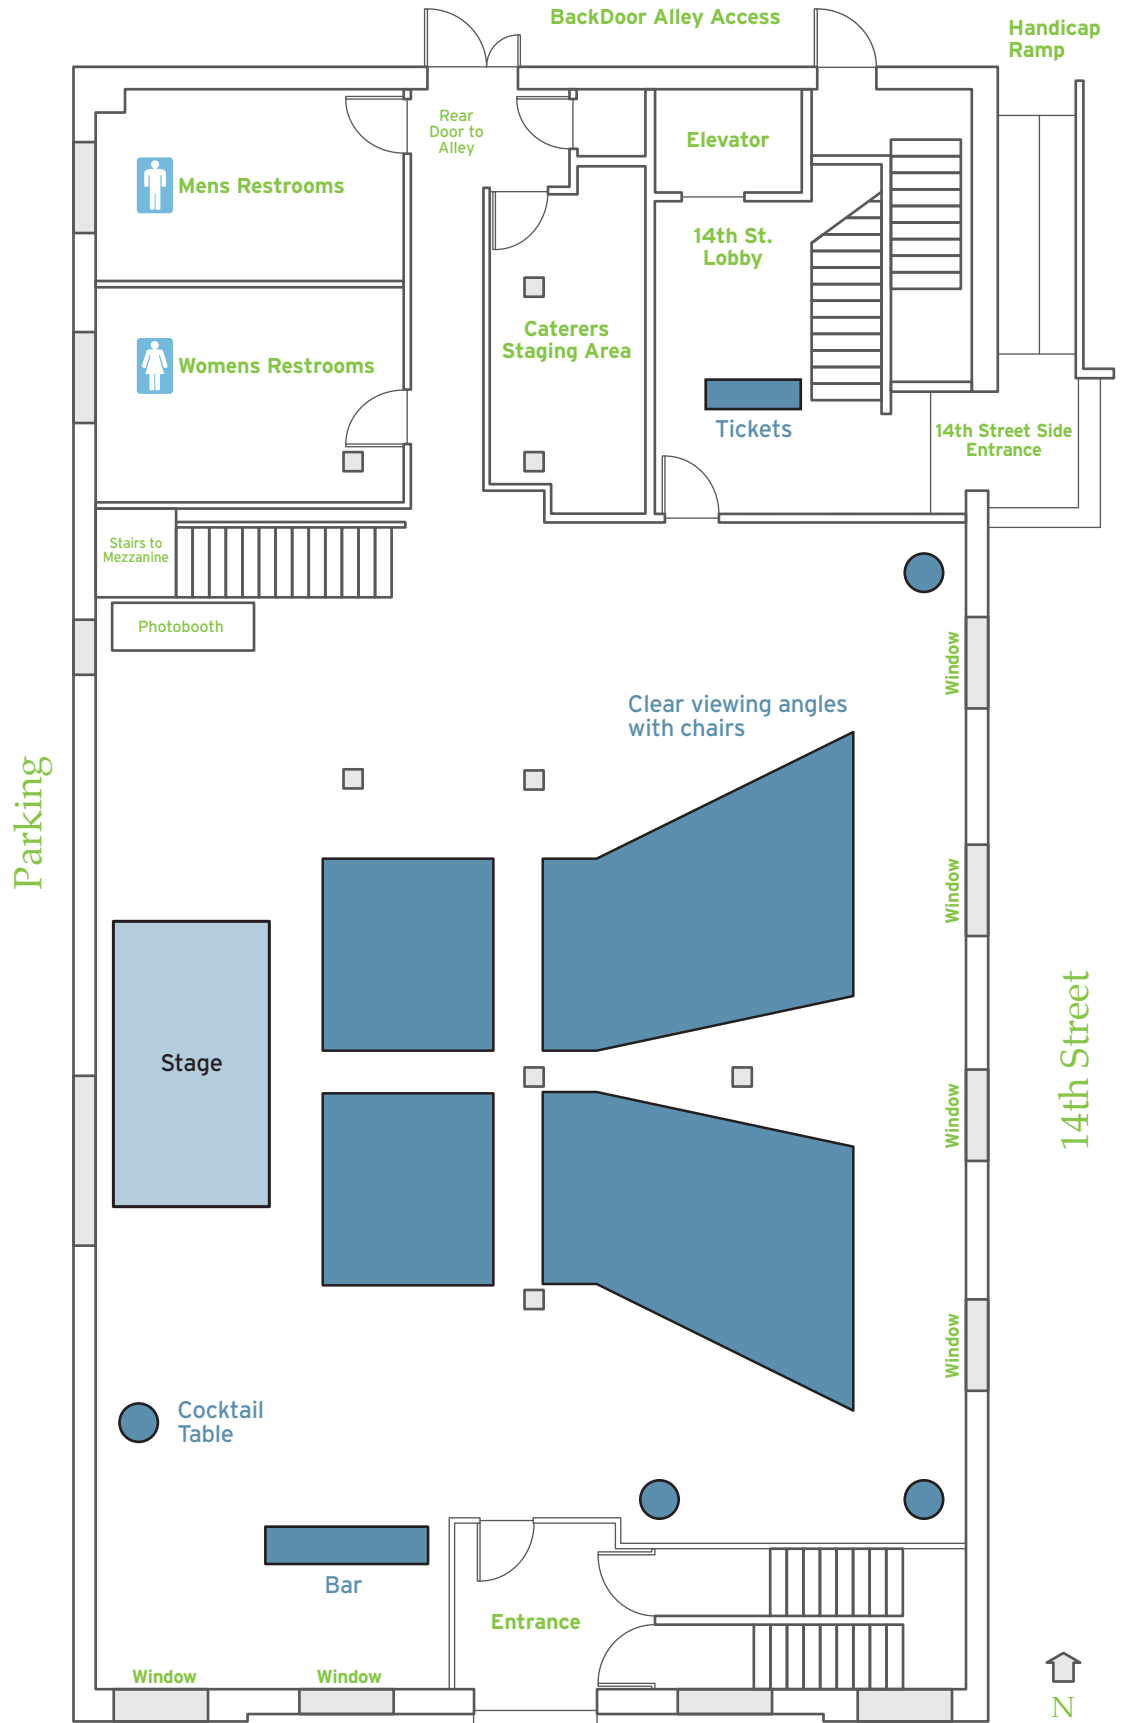 BackDoor Alley Access
Handicap
Ramp
Rear
Door to
Alley
Elevator
Mens Restrooms
14th St.
Lobby
Caterers
Staging Area
Womens Restrooms
Tickets
14th Street Side
Entrance
Stairs to
Mezzanine
Photobooth
Window
Clear viewing angles
with chairs
Parking
Window
Stage
14th Street
Window
Window
Cocktail
Table
Bar
Entrance
Window
Window
N